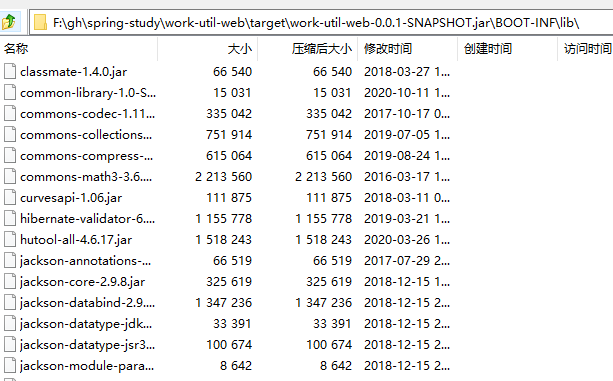 F:\gh\spring-study\work-util-web\target\work-util-web-0.0.1-SNAPSHOT.jar\BOOT-INF\lib\
名称 大小 压缩后大小 修改时间 创建时间 访问时间
classmate-1.4.0.jar 66 540 66 540 2018-03-27 1...
common-library-1.0-S... 15 031 15 031 2020-10-11 1...
commons-codec-1.11... 335 042 335 042 2017-10-17 0...
commons-collections... 751 914 751 914 2019-07-05 1...
commons-compress-... 615 064 615 064 2019-08-24 1...
commons-math3-3.6... 2 213 560 2 213 560 2016-03-17 1...
curvesapi-1.06.jar 111 875 111 875 2018-03-11 0...
hibernate-validator-6... 1 155 778 1 155 778 2019-03-21 1...
hutool-all-4.6.17.jar 1 518 243 1 518 243 2020-03-26 1...
jackson-annotations-... 66 519 66 519 2017-07-29 2...
jackson-core-2.9.8.jar 325 619 325 619 2018-12-15 1...
jackson-databind-2.9... 1 347 236 1 347 236 2018-12-15 2...
jackson-datatype-jdk... 33 391 33 391 2018-12-15 2...
jackson-datatype-jsr3... 100 674 100 674 2018-12-15 2...
jackson-module-para... 8 642 8 642 2018-12-15 2...